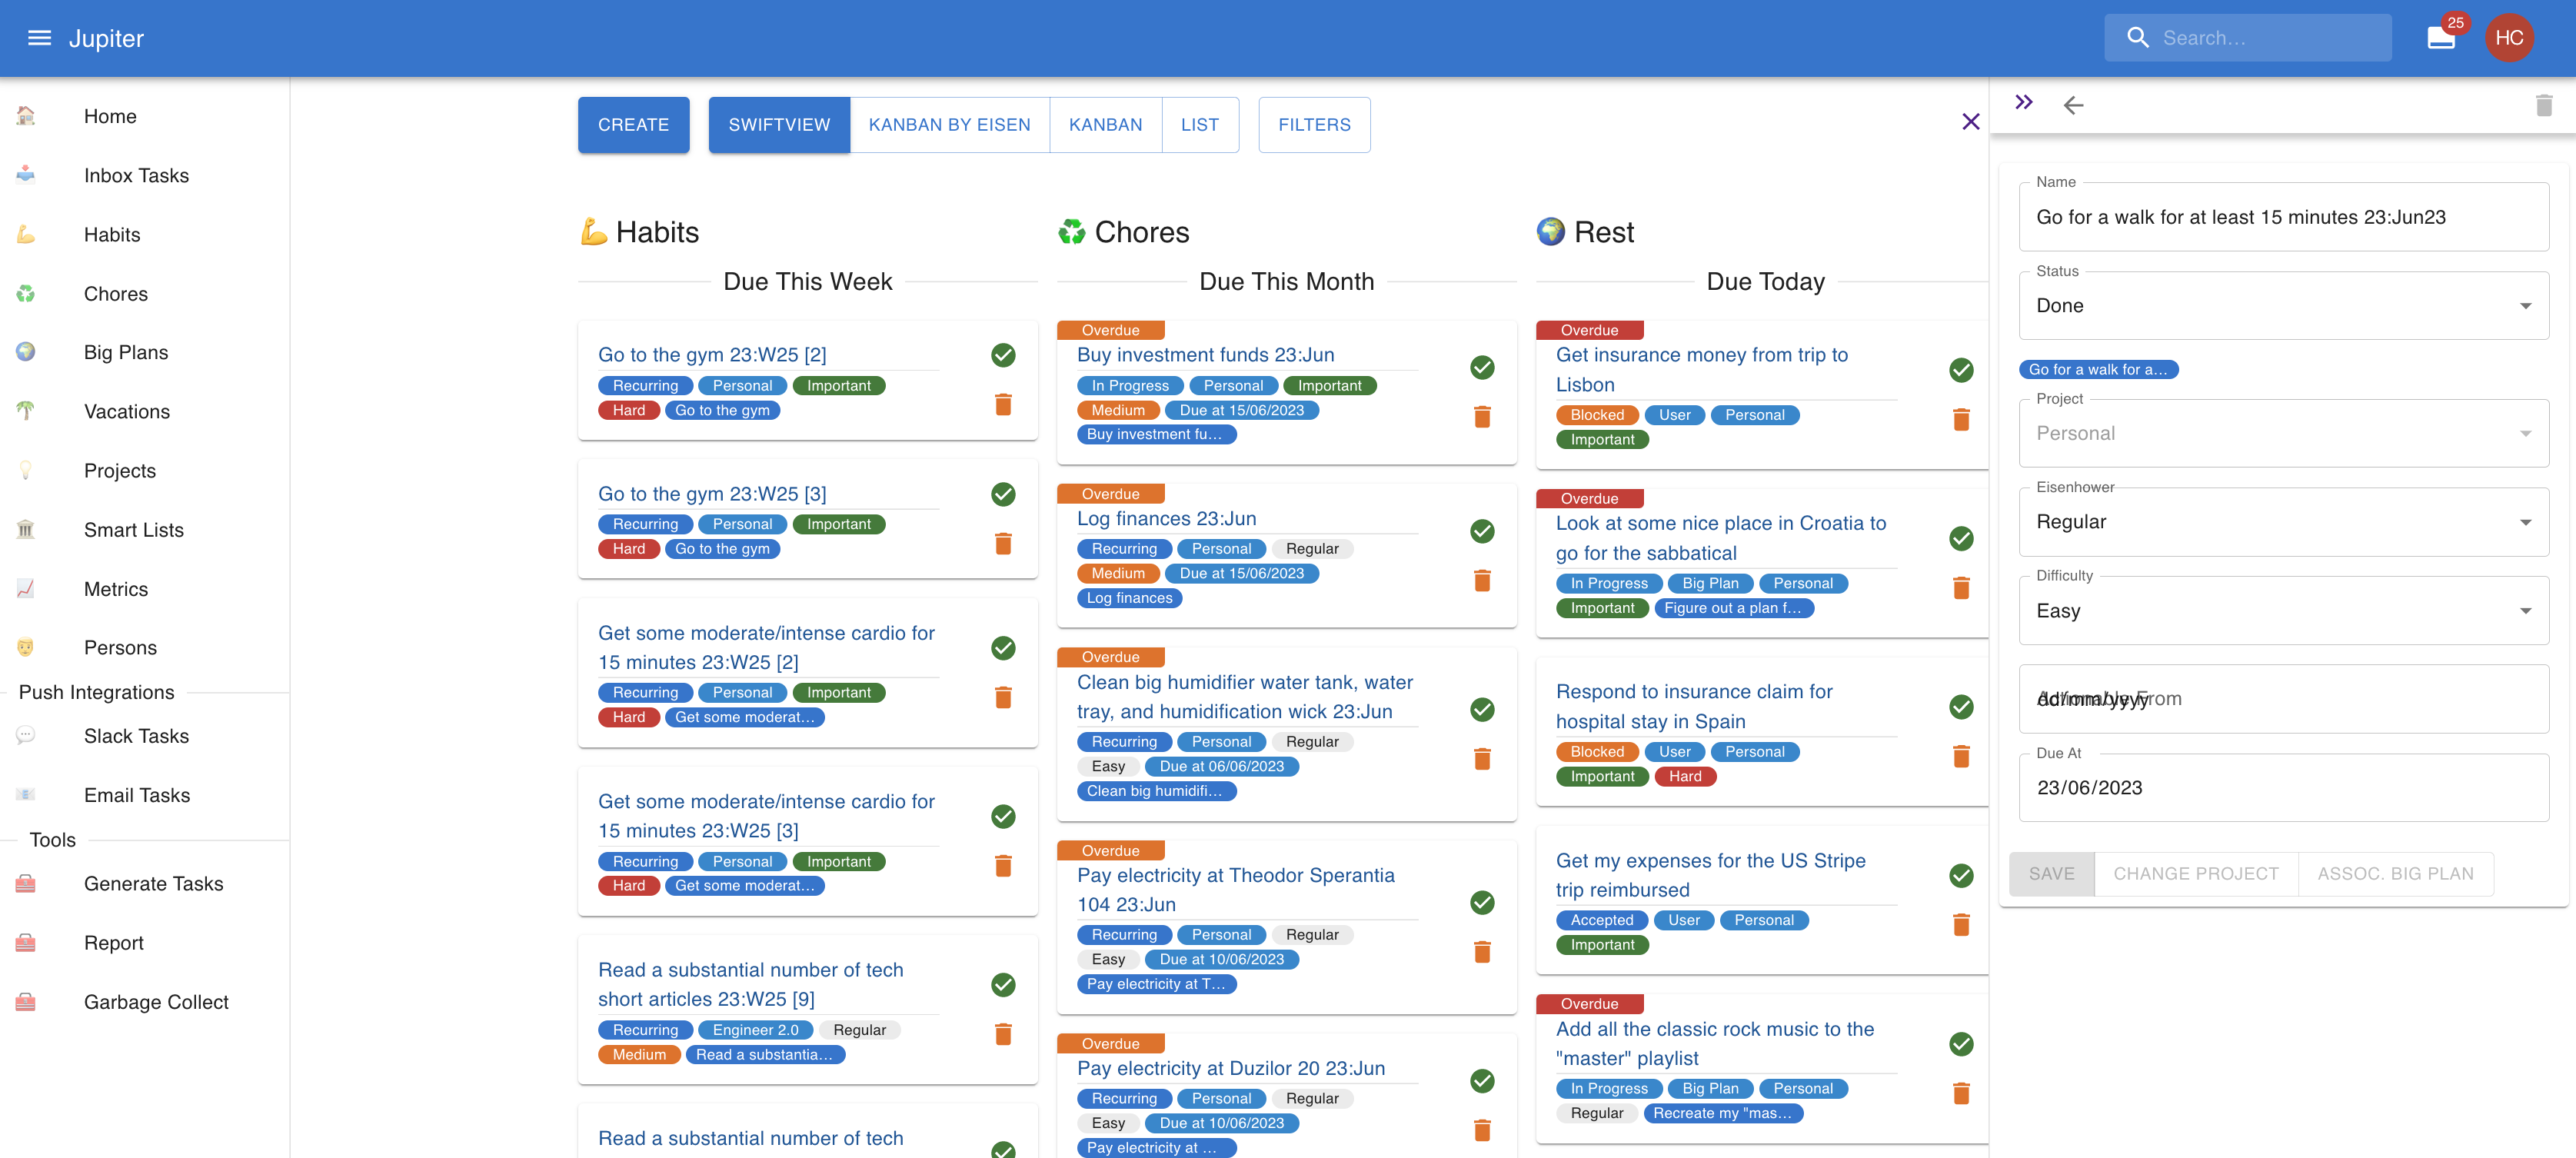 Jupiter
Search...
25
HC
Home
Inbox Tasks
Habits
Chores
Big Plans
Vacations
Projects
Smart Lists
Metrics
Persons
Push Integrations
Slack Tasks
Email Tasks
Tools
Generate Tasks
Report
Garbage Collect
CREATE SWIFTVIEW KANBAN BY EISEN KANBAN LIST FILTERS
Habits
Due This Week
Go to the gym 23:W25 [2]
Recurring Personal Important
Hard Go to the gym
Go to the gym 23:W25 [3]
Recurring Personal Important
Hard Go to the gym
Get some moderate/intense cardio for
15 minutes 23:W25 [2]
Recurring Personal Important
Hard Get some moderat...
Get some moderate/intense cardio for
15 minutes 23:W25 [3]
Recurring Personal Important
Hard Get some moderat...
Read a substantial number of tech
short articles 23:W25 [9]
Recurring Engineer 2.0 Regular
Medium Read a substantia...
Read a substantial number of tech
Chores
Due This Month
Overdue
Buy investment funds 23:Jun
In Progress Personal Important
Medium Due at 15/06/2023
Buy investment fu...
Overdue
Log finances 23:Jun
Recurring Personal Regular
Medium Due at 15/06/2023
Log finances
Overdue
Clean big humidifier water tank, water
tray, and humidification wick 23:Jun
Recurring Personal Regular
Easy Due at 06/06/2023
Clean big humidifi...
Overdue
Pay electricity at Theodor Sperantia
104 23:Jun
Recurring Personal Regular
Easy Due at 10/06/2023
Pay electricity at T...
Overdue
Pay electricity at Duzilor 20 23:Jun
Recurring Personal Regular
Easy Due at 10/06/2023
Pay electricity at ...
Rest
Due Today
Overdue
Get insurance money from trip to
Lisbon
Blocked User Personal
Important
Overdue
Look at some nice place in Croatia to
go for the sabbatical
In Progress Big Plan Personal
Important Figure out a plan f...
Respond to insurance claim for
hospital stay in Spain
Blocked User Personal
Important Hard
Get my expenses for the US Stripe
trip reimbursed
Accepted User Personal
Important
Overdue
Add all the classic rock music to the
"master" playlist
In Progress Big Plan Personal
Regular Recreate my "mas...
Name
Go for a walk for at least 15 minutes 23:Jun23
Status
Done
Go for a walk for a...
Project
Personal
Eisenhower
Regular
Difficulty
Easy
Actionable From
dd/mm/yyyy
Due At
23/06/2023
SAVE CHANGE PROJECT ASSOC. BIG PLAN